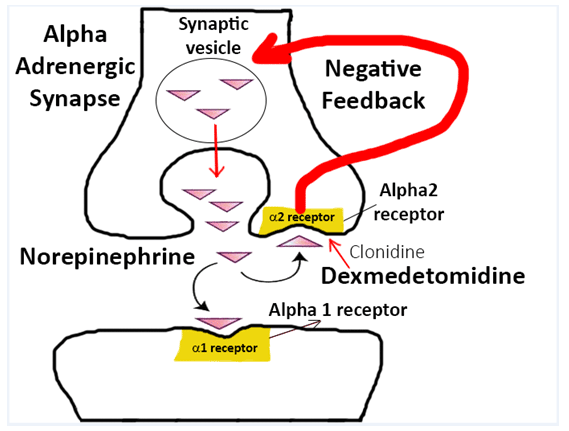 Alpha
Adrenergic
Synapse
Synaptic
vesicle
Negative
Feedback
α2 receptor
Alpha2
receptor
Norepinephrine
Clonidine
Dexmedetomidine
Alpha 1 receptor
α1 receptor